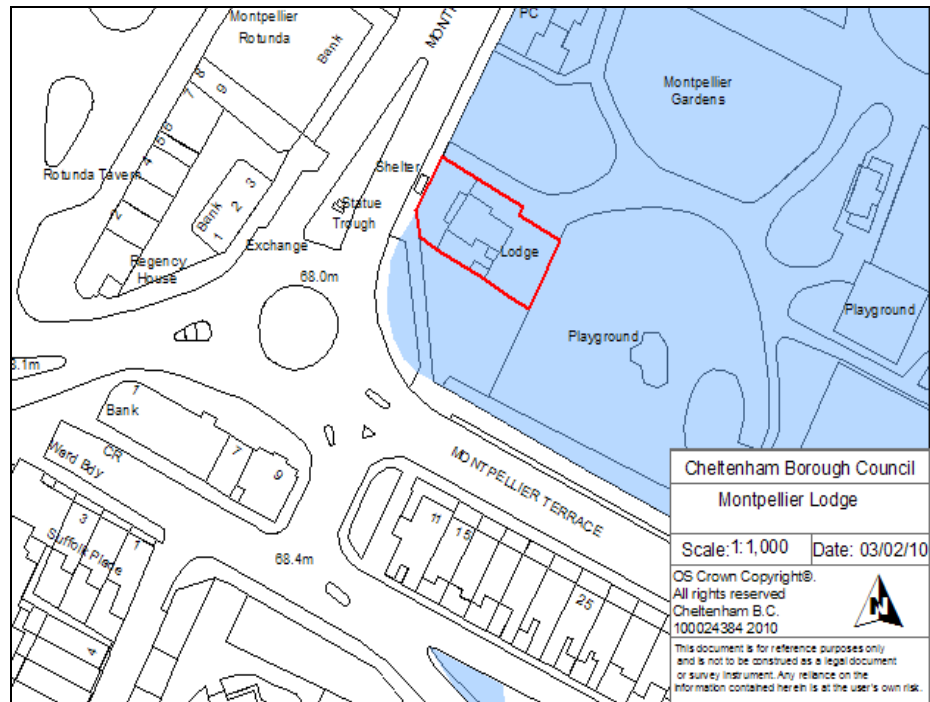 Montpellier
Rotunda
Bank
PC
Montpellier
Gardens
8
9
7
6
5
4
Rotunda Tavern
2
Bank
1 2 3
Shelter
Statue
Trough
Exchange
Lodge
Regency
House
68.0m
Playground
Playground
7
Bank
CR
Ward Bdy
7
9
MONTPELLIER TERRACE
3
1
Suffolk Place
11
15
68.4m
25
4
Cheltenham Borough Council
Montpellier Lodge
Scale: 1:1,000
Date: 03/02/10
OS Crown Copyright©.
All rights reserved
Cheltenham B.C.
100024384 2010
N
This document is for reference purposes only
and is not to be construed as a legal document
or survey instrument. Any reliance on the
information contained herein is at the user's own risk.